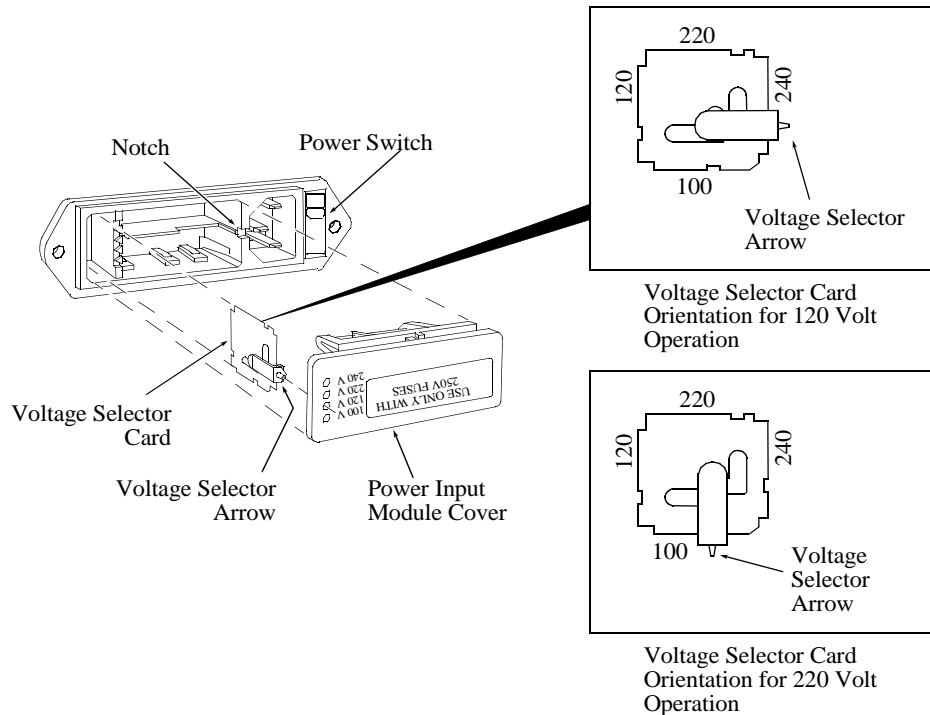 220
120
240
100
Voltage Selector
Arrow
Voltage Selector Card
Orientation for 120 Volt
Operation
Notch
Power Switch
240 V
220 V
120 V
100 V
USE ONLY WITH
250V FUSES
Voltage Selector
Card
Voltage Selector
Arrow
Power Input
Module Cover
220
120
240
100
Voltage
Selector
Arrow
Voltage Selector Card
Orientation for 220 Volt
Operation